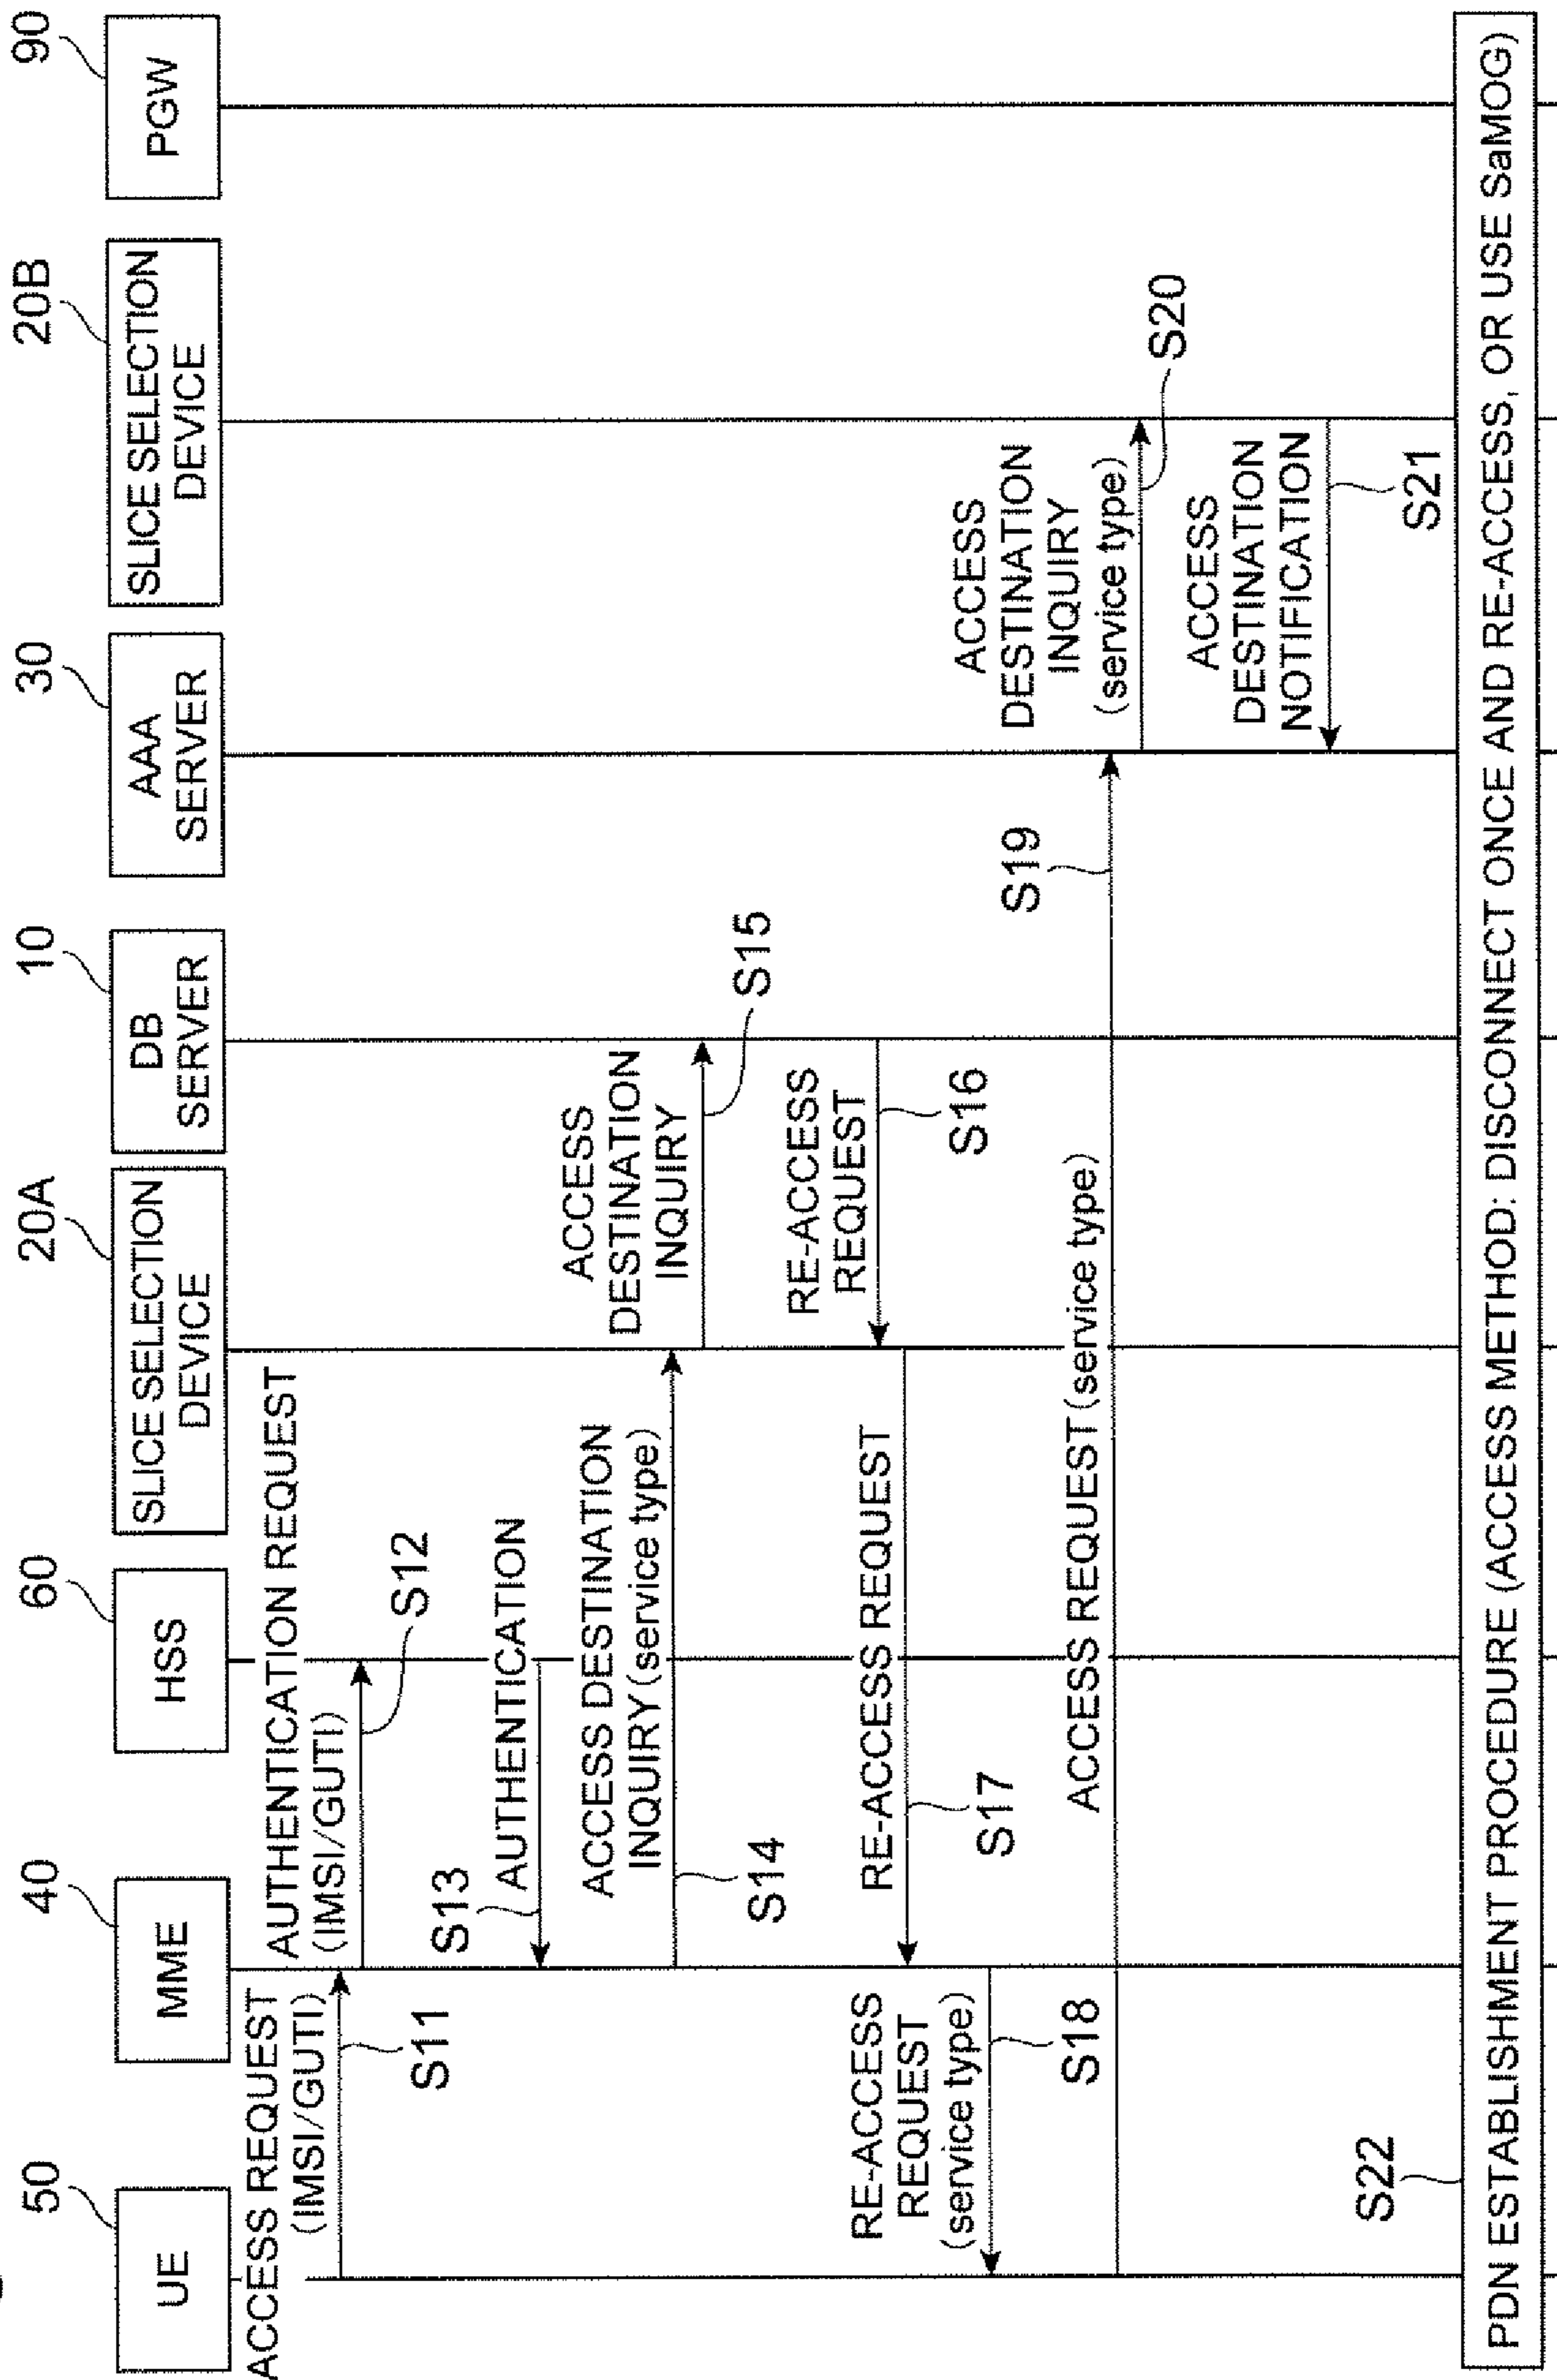 50
40
60
20A
10
30
20B
90
UE
MME
HSS
SLICE SELECTION
DEVICE
DB
SERVER
AAA
SERVER
SLICE SELECTION
DEVICE
PGW
ACCESS REQUEST
(IMSI/GUTI)
S11
AUTHENTICATION REQUEST
(IMSI/GUTI)
S12
S13
AUTHENTICATION
ACCESS DESTINATION
INQUIRY (service type)
S14
ACCESS
DESTINATION
INQUIRY
S15
RE-ACCESS
REQUEST
S16
RE-ACCESS REQUEST
S17
RE-ACCESS
REQUEST
(service type)
S18
ACCESS REQUEST (service type)
S19
ACCESS
DESTINATION
INQUIRY
(service type)
S20
ACCESS
DESTINATION
NOTIFICATION
S21
S22
PDN ESTABLISHMENT PROCEDURE (ACCESS METHOD: DISCONNECT ONCE AND RE-ACCESS, OR USE SaMOG)